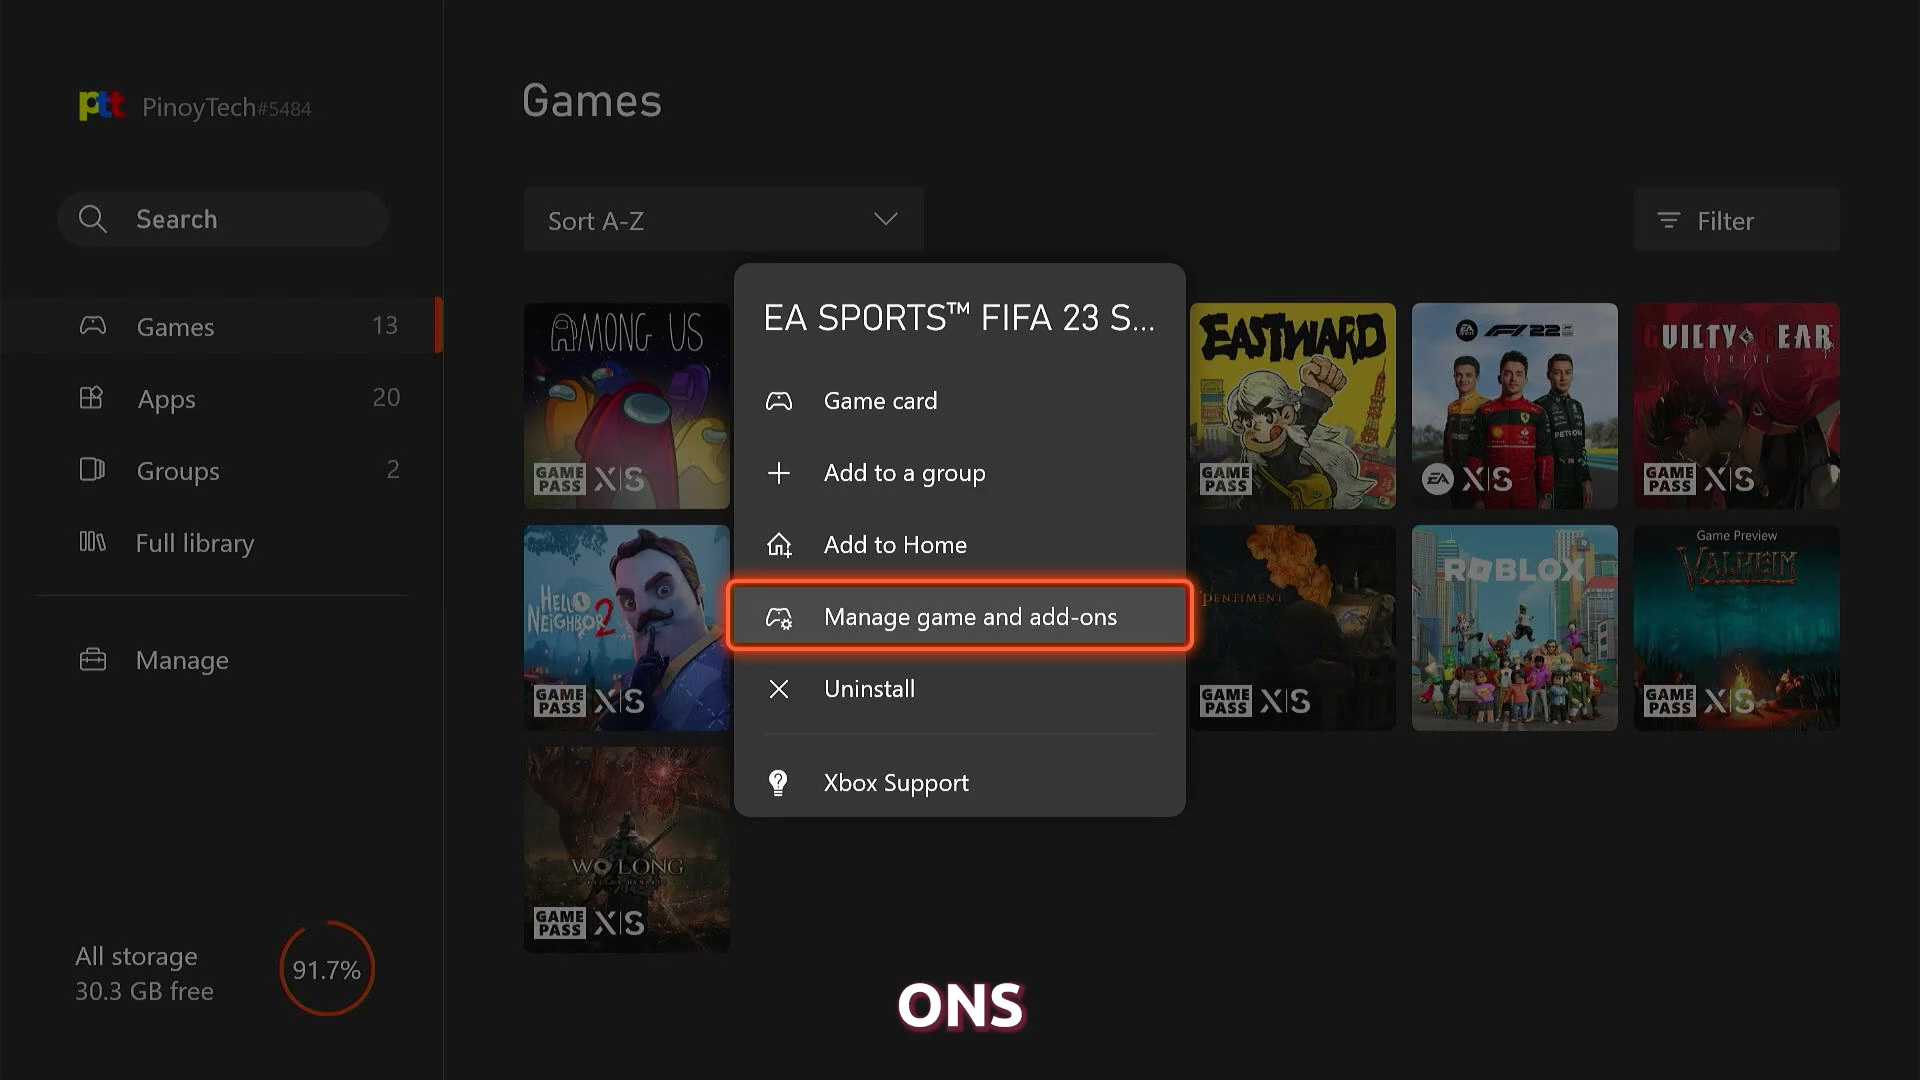 ptt PinoyTech#5484
Search
Games 13
Apps 20
Groups 2
Full library
Manage
All storage
30.3 GB free
91.7%
Games
Sort A-Z
Filter
AMONG US
GAME PASS X|S
EASTWARD
GAME PASS
EA F1 22
EA X|S
GUILTY GEAR
STRIVE
GAME PASS X|S
HELLO NEIGHBOR 2
GAME PASS X|S
PENTIMENT
GAME PASS X|S
ROBLOX
Game Preview
VALHEIM
GAME PASS X|S
WO LONG
GAME PASS X|S
EA SPORTS™ FIFA 23 S...
Game card
Add to a group
Add to Home
Manage game and add-ons
Uninstall
Xbox Support
ONS